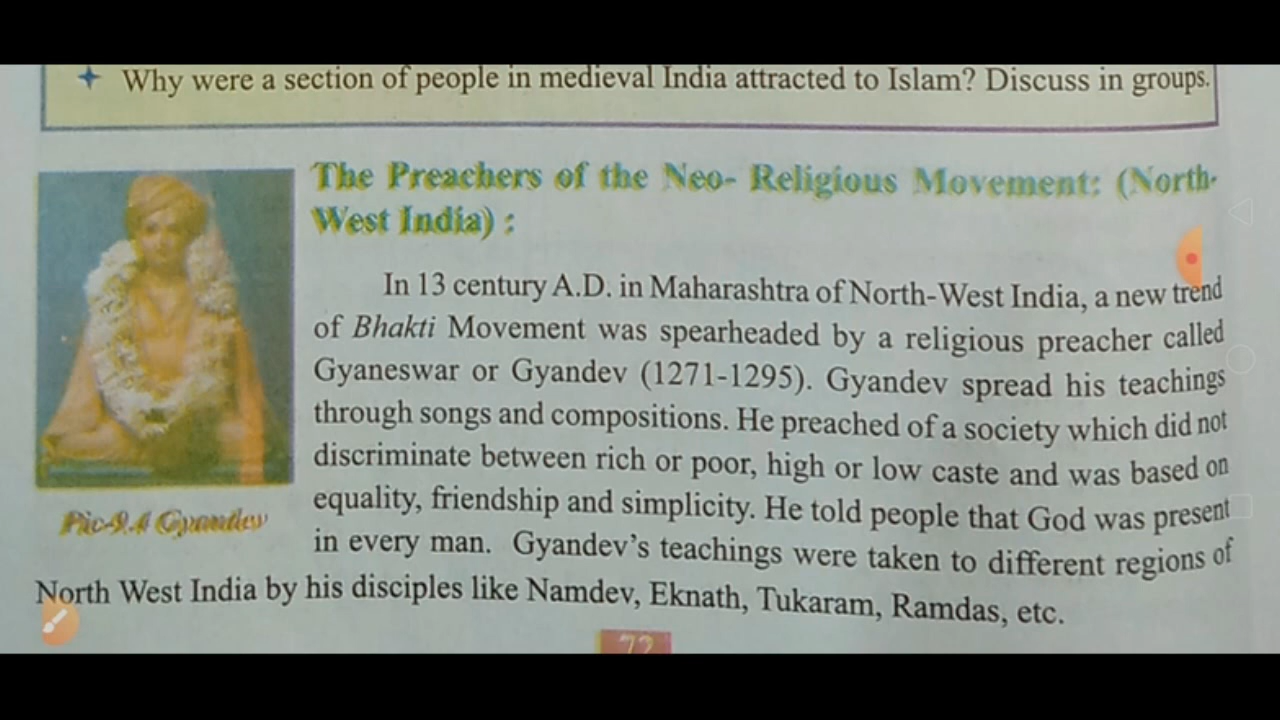 Why were a section of people in medieval India attracted to Islam? Discuss in groups.
The Preachers of the Neo- Religious Movement: (North-
West India) :
In 13 century A.D. in Maharashtra of North-West India, a new trend
of Bhakti Movement was spearheaded by a religious preacher called
Gyaneswar or Gyandev (1271-1295). Gyandev spread his teachings
through songs and compositions. He preached of a society which did not
discriminate between rich or poor, high or low caste and was based on
equality, friendship and simplicity. He told people that God was present
in every man. Gyandev's teachings were taken to different regions of
North West India by his disciples like Namdev, Eknath, Tukaram, Ramdas, etc.
Pic-9.4 Gyandev